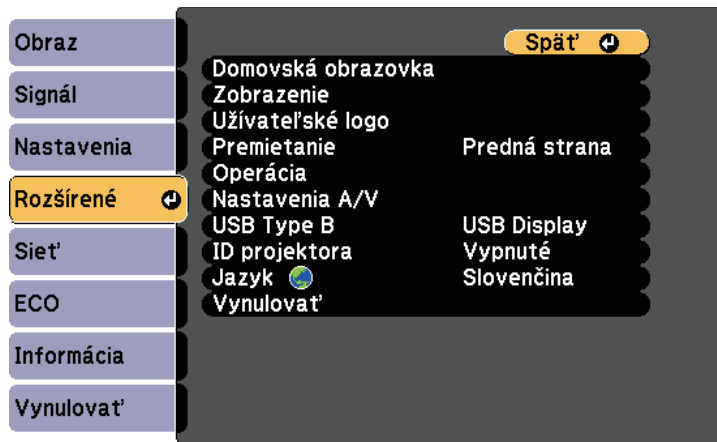 Obraz
Signál
Nastavenia
Rozšírené
Sieť
ECO
Informácia
Vynulovať
Späť
Domovská obrazovka
Zobrazenie
Užívateľské logo
Premietanie Predná strana
Operácia
Nastavenia A/V
USB Type B USB Display
ID projektora Vypnuté
Jazyk Slovenčina
Vynulovať